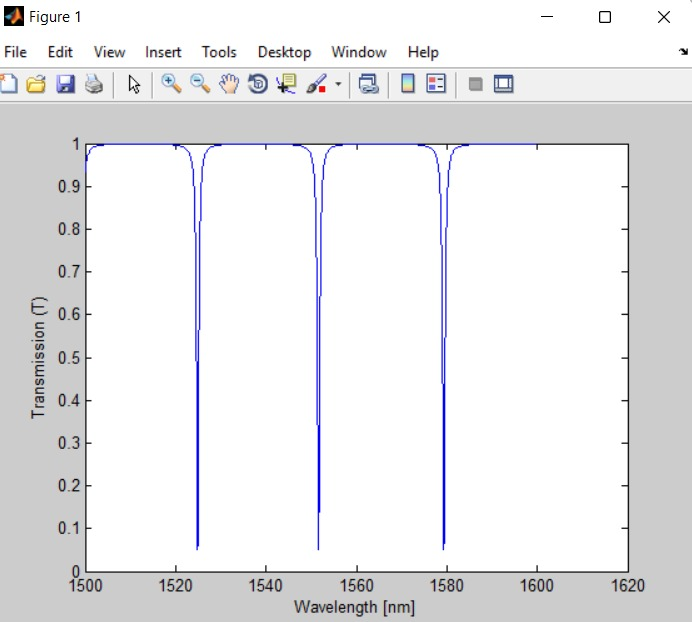 Figure 1
File Edit View Insert Tools Desktop Window Help
1
0.9
0.8
0.7
0.6
0.5
0.4
0.3
0.2
0.1
0
Transmission (T)
1500 1520 1540 1560 1580 1600 1620
Wavelength [nm]